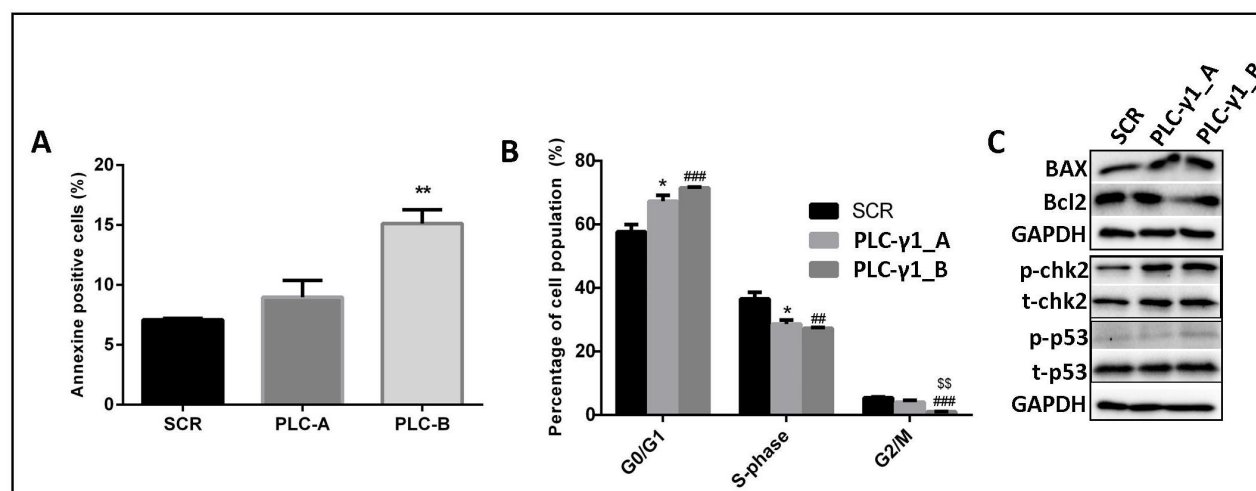 A
Annexine positive cells (%)
20
15
10
5
0
**
SCR
PLC-A
PLC-B
B
Percentage of cell population (%)
80
60
40
20
0
*
###
*
##
$$
###
SCR
PLC-γ1_A
PLC-γ1_B
G0/G1
S-phase
G2/M
C
SCR
PLC-γ1_A
PLC-γ1_B
BAX
Bcl2
GAPDH
p-chk2
t-chk2
p-p53
t-p53
GAPDH